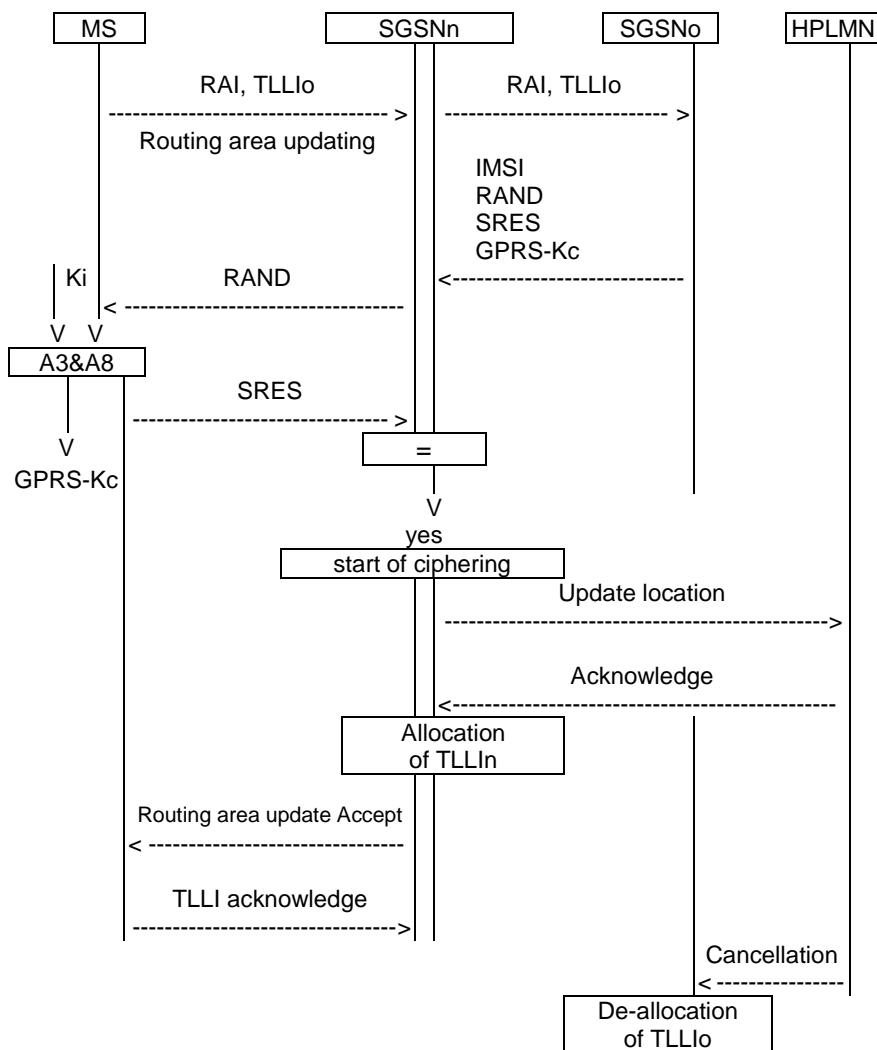 MS SGSNn SGSNo HPLMN
RAI, TLLIo RAI, TLLIo
-----------------------------> ------------------------>
Routing area updating
IMSI
RAND
SRES
GPRS-Kc
Ki RAND <-------------------------
<----------------------------
V V
A3&A8
SRES
----------------------------->
V =
GPRS-Kc
V
yes
start of ciphering
Update location
------------------------------------------->
Acknowledge
<-------------------------------------------
Allocation
of TLLIn
Routing area update Accept
< ----------------------------
TLLI acknowledge
----------------------------->
Cancellation
< --------------
De-allocation
of TLLIo